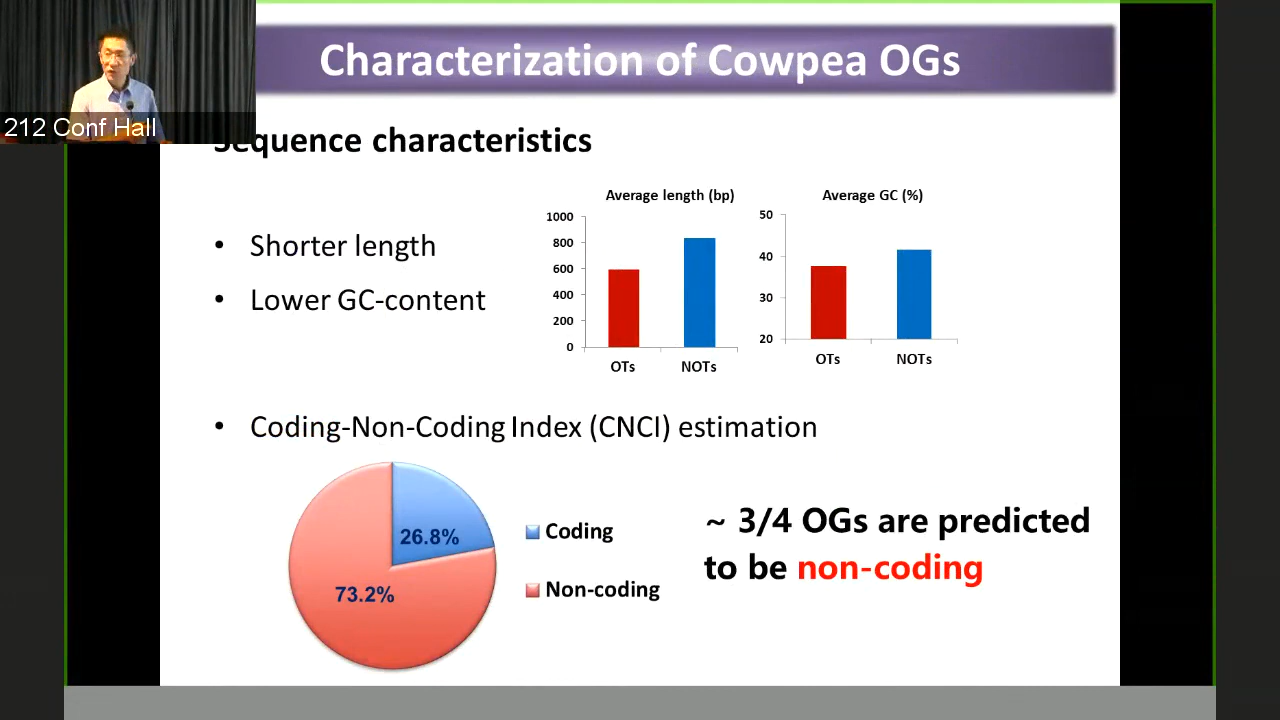 Characterization of Cowpea OGs
212 Conf Hall
Sequence characteristics
• Shorter length
• Lower GC-content
Average length (bp)
1000
800
600
400
200
0
OTs NOTs
Average GC (%)
50
40
30
20
OTs NOTs
• Coding-Non-Coding Index (CNCI) estimation
26.8%
73.2%
Coding
Non-coding
~ 3/4 OGs are predicted
to be non-coding